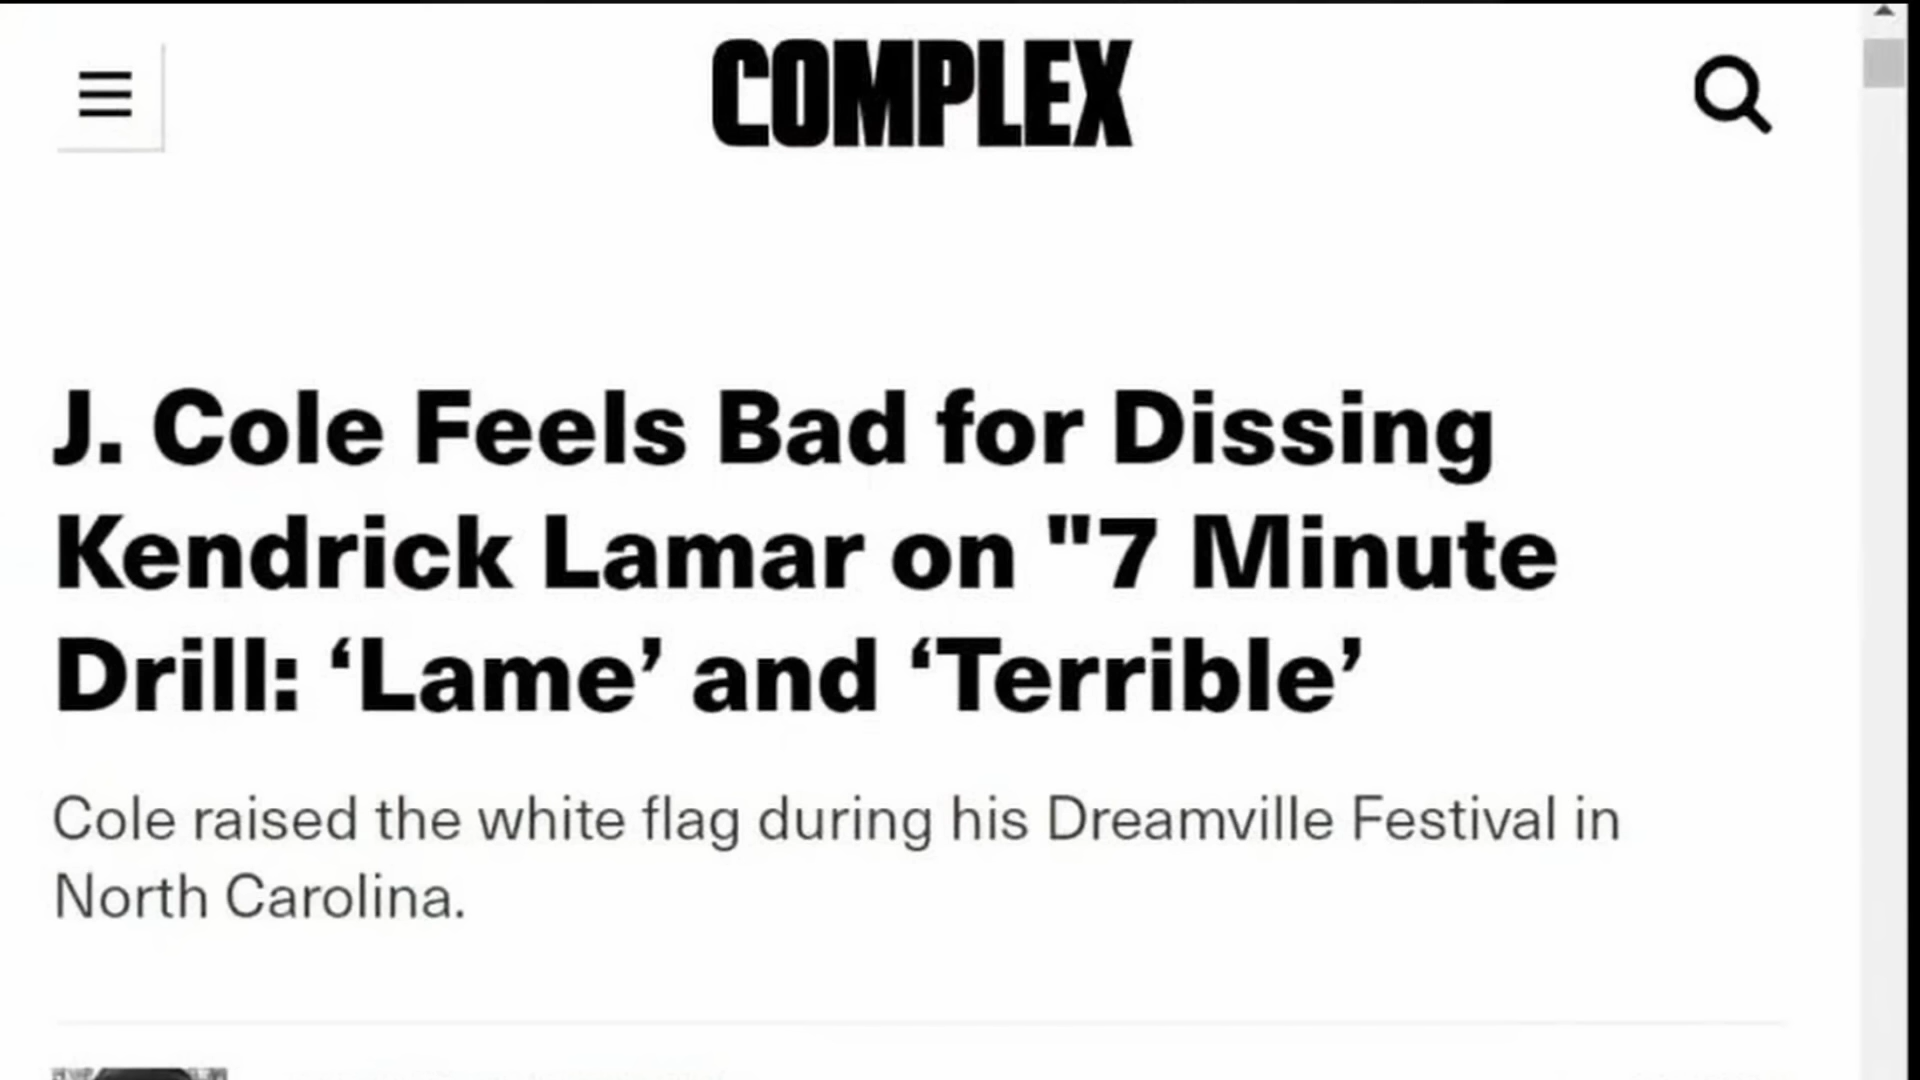 COMPLEX
J. Cole Feels Bad for Dissing
Kendrick Lamar on "7 Minute
Drill: ‘Lame’ and ‘Terrible’
Cole raised the white flag during his Dreamville Festival in
North Carolina.